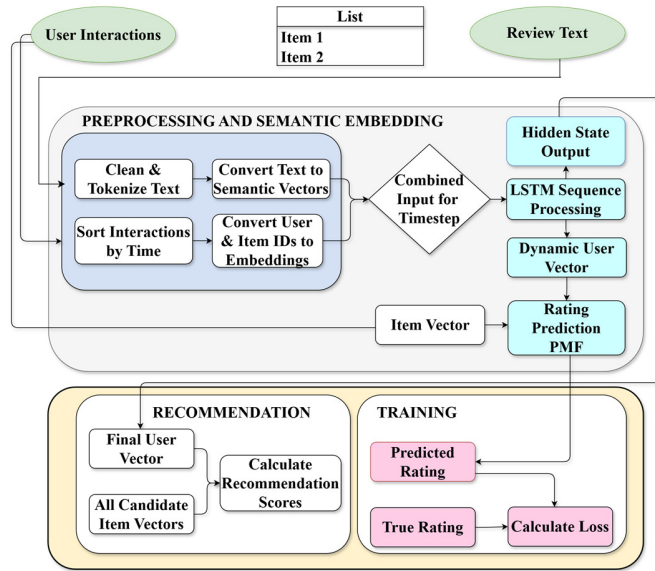 User Interactions
List
Item 1
Item 2
Review Text
PREPROCESSING AND SEMANTIC EMBEDDING
Clean &
Tokenize Text
Convert Text to
Semantic Vectors
Sort Interactions
by Time
Convert User
& Item IDs to
Embeddings
Combined
Input for
Timestep
Hidden State
Output
LSTM Sequence
Processing
Dynamic User
Vector
Item Vector
Rating
Prediction
PMF
RECOMMENDATION
Final User
Vector
All Candidate
Item Vectors
Calculate
Recommendation
Scores
TRAINING
Predicted
Rating
True Rating
Calculate Loss